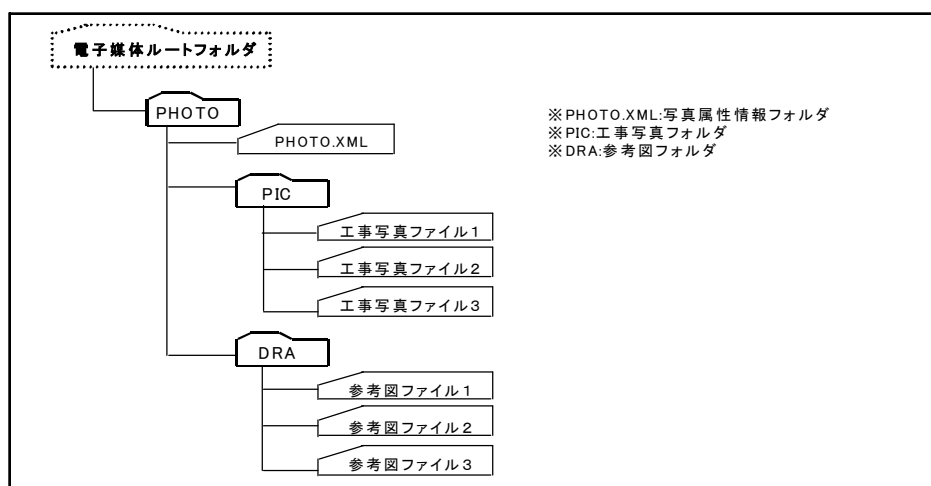 電子媒体ルートフォルダ
PHOTO
PHOTO.XML
PIC
工事写真ファイル1
工事写真ファイル2
工事写真ファイル3
DRA
参考図ファイル1
参考図ファイル2
参考図ファイル3
※PHOTO.XML:写真属性情報フォルダ
※PIC:工事写真フォルダ
※DRA:参考図フォルダ